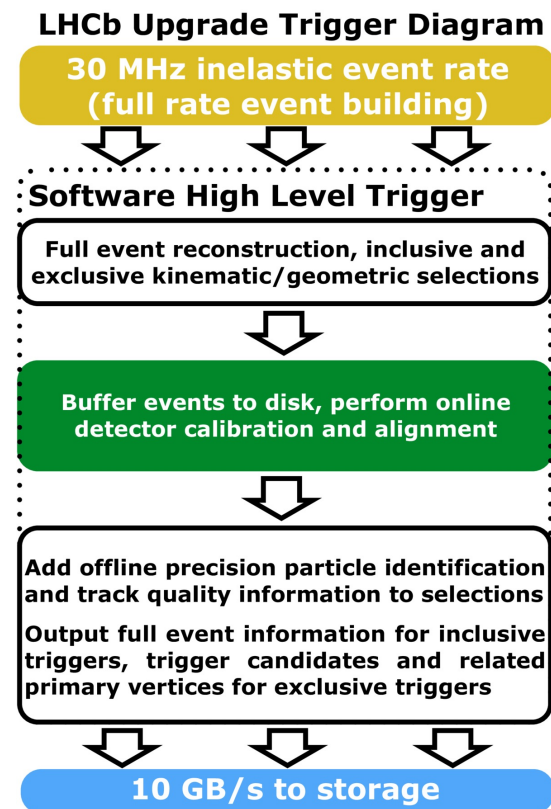 LHCb Upgrade Trigger Diagram
30 MHz inelastic event rate
(full rate event building)
Software High Level Trigger
Full event reconstruction, inclusive and
exclusive kinematic/geometric selections
Buffer events to disk, perform online
detector calibration and alignment
Add offline precision particle identification
and track quality information to selections
Output full event information for inclusive
triggers, trigger candidates and related
primary vertices for exclusive triggers
10 GB/s to storage